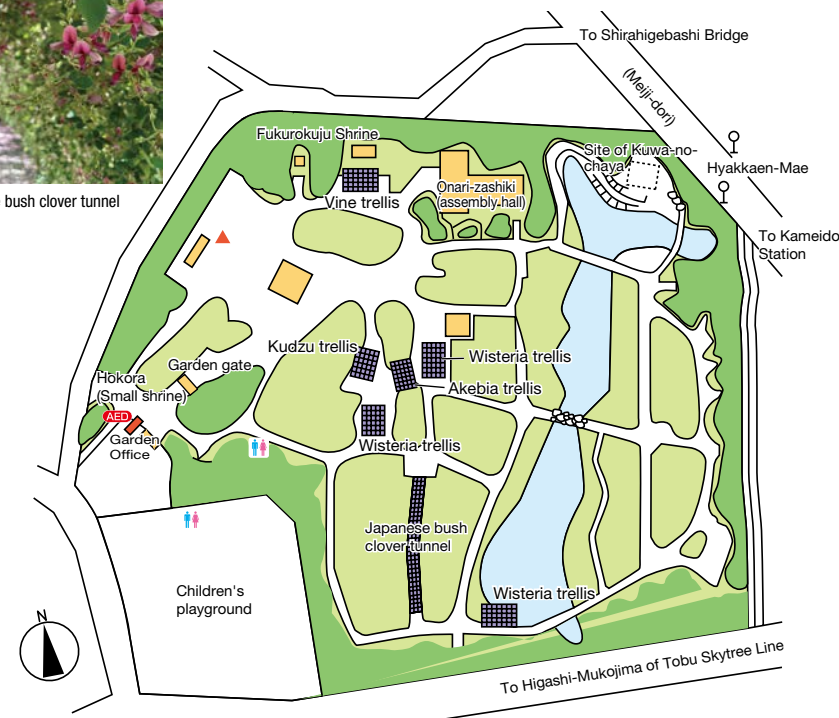 bush clover tunnel
To Shirahigebashi Bridge
(Meiji-dori)
Fukurokuju Shrine
Site of Kuwa-no-
chaya
Hyakkaen-Mae
Onari-zashiki
(assembly hall)
Vine trellis
To Kameido
Station
Kudzu trellis
Wisteria trellis
Garden gate
Akebia trellis
Hokora
(Small shrine)
AED
Garden
Office
Wisteria trellis
Japanese bush
clover tunnel
Children's
playground
Wisteria trellis
N
To Higashi-Mukojima of Tobu Skytree Line